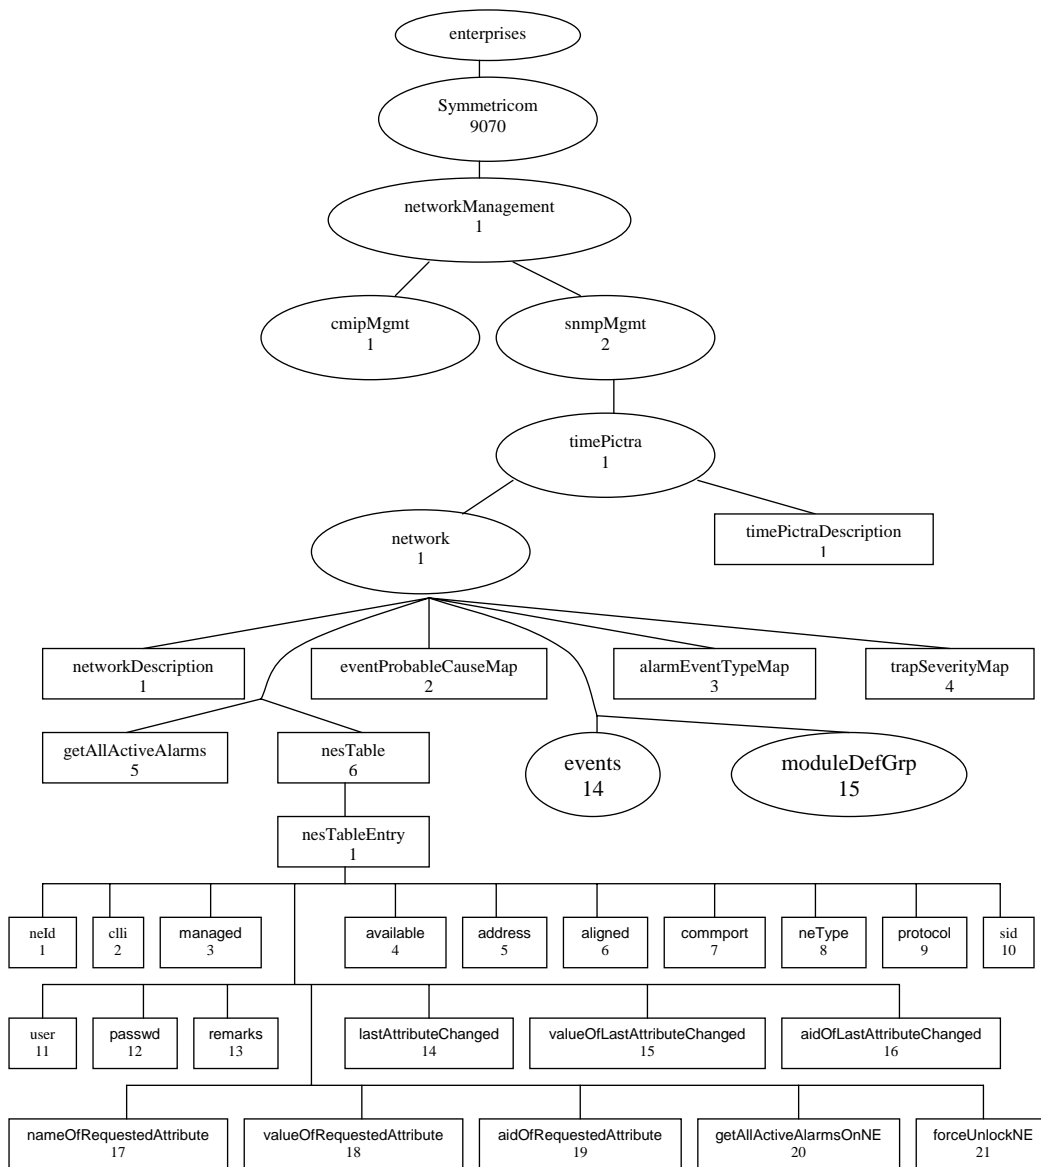 enterprises
Symmetricom
9070
networkManagement
1
cmipMgmt
1
snmpMgmt
2
timePictra
1
network
1
timePictraDescription
1
networkDescription
1
eventProbableCauseMap
2
alarmEventTypeMap
3
trapSeverityMap
4
getAllActiveAlarms
5
nesTable
6
events
14
moduleDefGrp
15
nesTableEntry
1
neId
1
clli
2
managed
3
available
4
address
5
aligned
6
commport
7
neType
8
protocol
9
sid
10
user
11
passwd
12
remarks
13
lastAttributeChanged
14
valueOfLastAttributeChanged
15
aidOfLastAttributeChanged
16
nameOfRequestedAttribute
17
valueOfRequestedAttribute
18
aidOfRequestedAttribute
19
getAllActiveAlarmsOnNE
20
forceUnlockNE
21